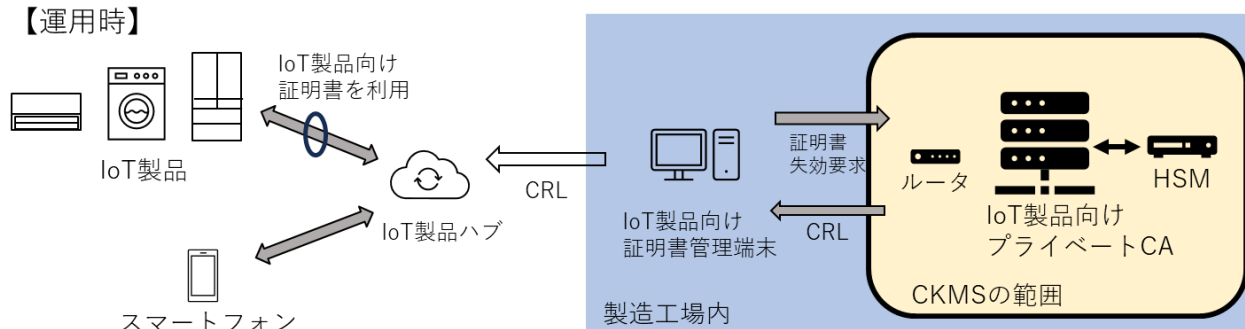 【運用時】
IoT製品向け
証明書を利用
IoT製品
CRL
IoT製品ハブ
スマートフォン
IoT製品向け
証明書管理端末
証明書
失効要求
CRL
ルータ
HSM
IoT製品向け
プライベートCA
CKMSの範囲
製造工場内